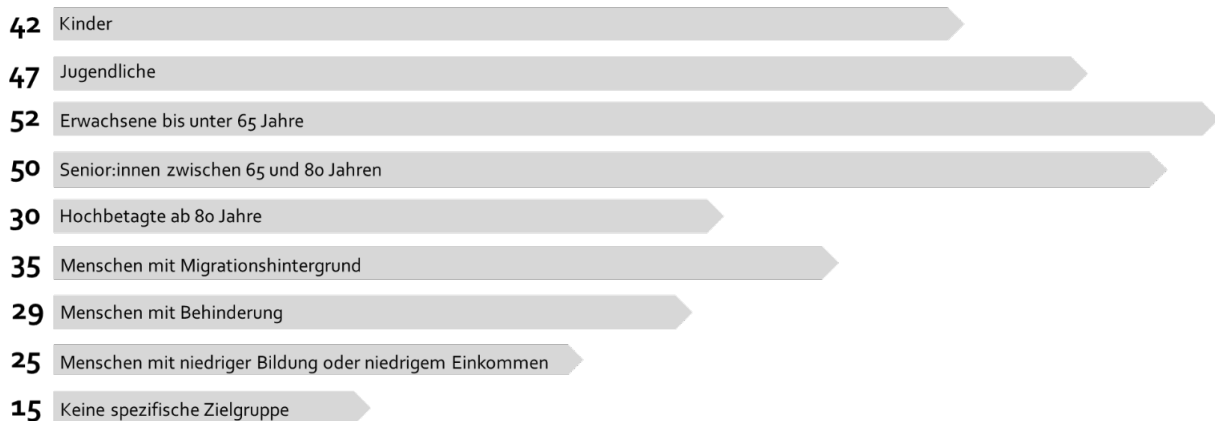 42 Kinder
47 Jugendliche
52 Erwachsene bis unter 65 Jahre
50 Senior:innen zwischen 65 und 80 Jahren
30 Hochbetagte ab 80 Jahre
35 Menschen mit Migrationshintergrund
29 Menschen mit Behinderung
25 Menschen mit niedriger Bildung oder niedrigem Einkommen
15 Keine spezifische Zielgruppe